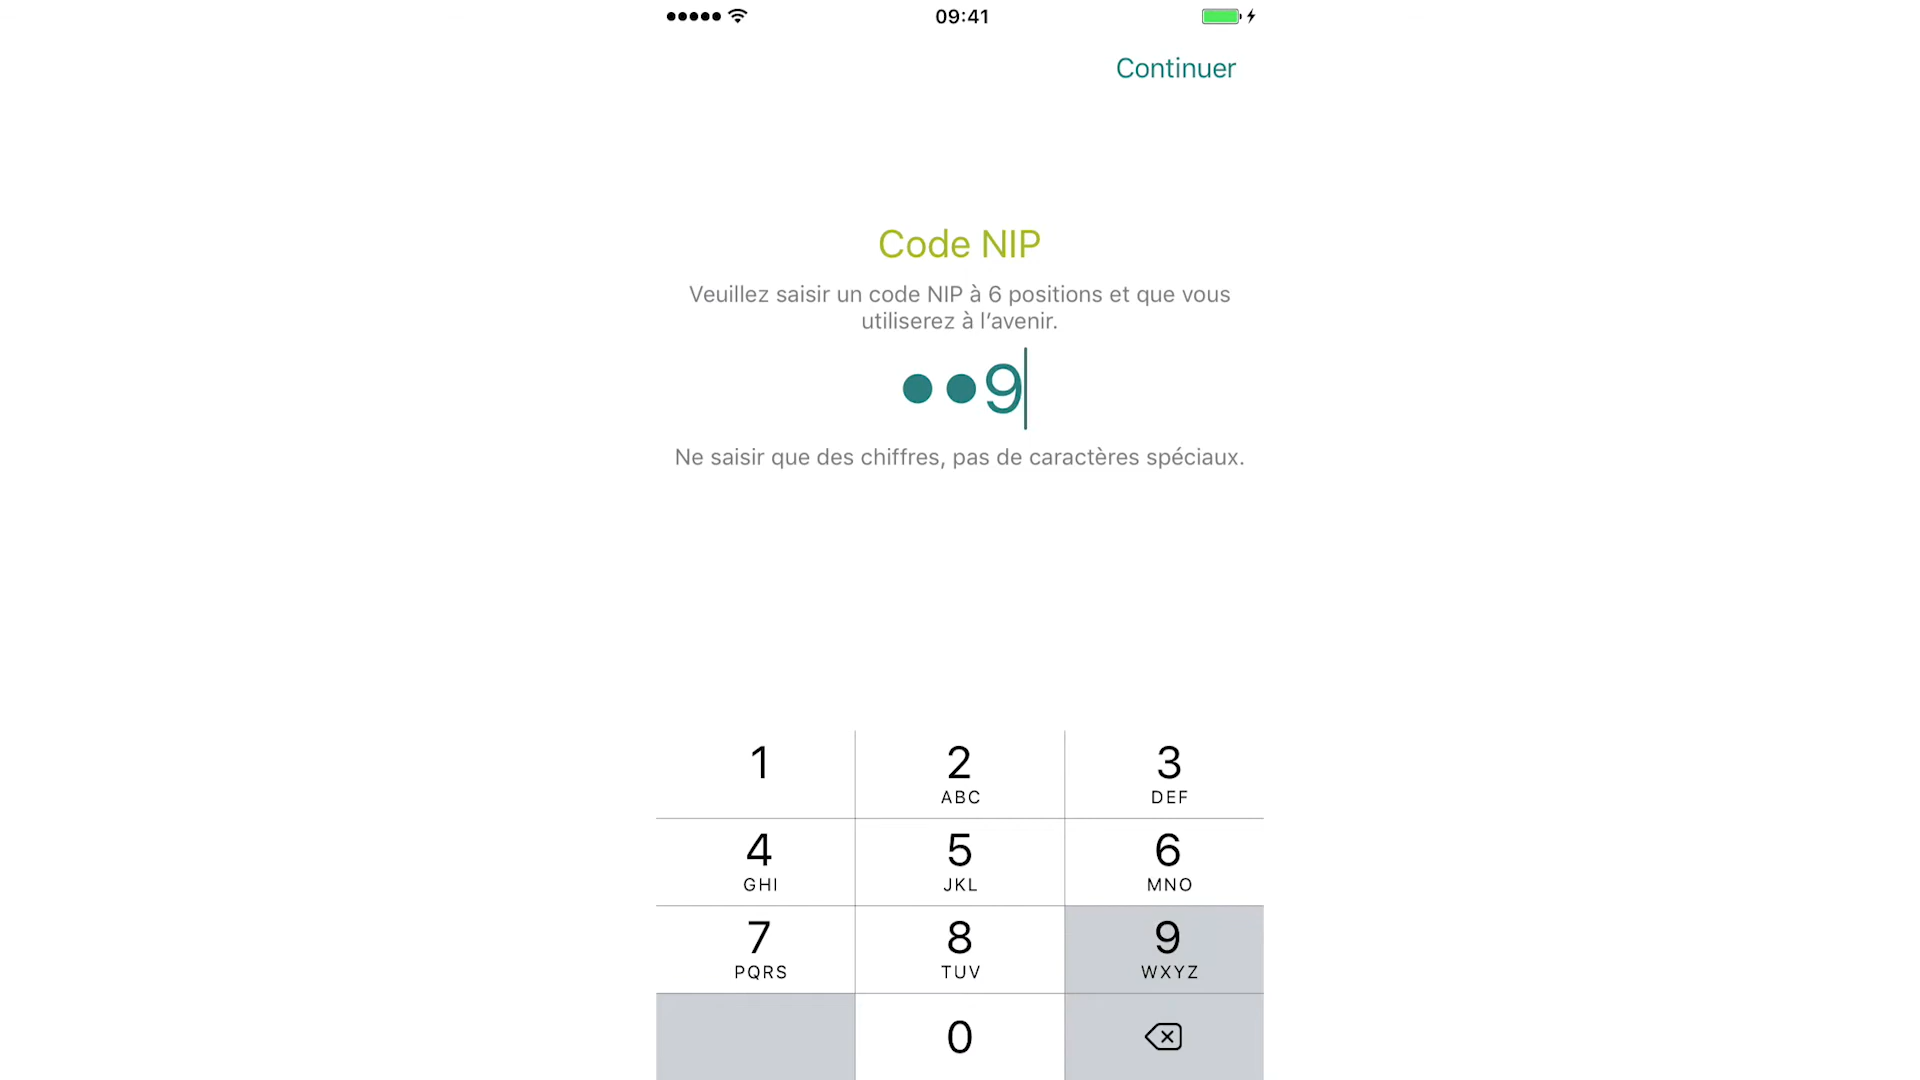 09:41
Continuer
Code NIP
Veuillez saisir un code NIP à 6 positions et que vous
utiliserez à l’avenir.
●●9
Ne saisir que des chiffres, pas de caractères spéciaux.
1 2 3
ABC DEF
4 5 6
GHI JKL MNO
7 8 9
PQRS TUV WXYZ
0